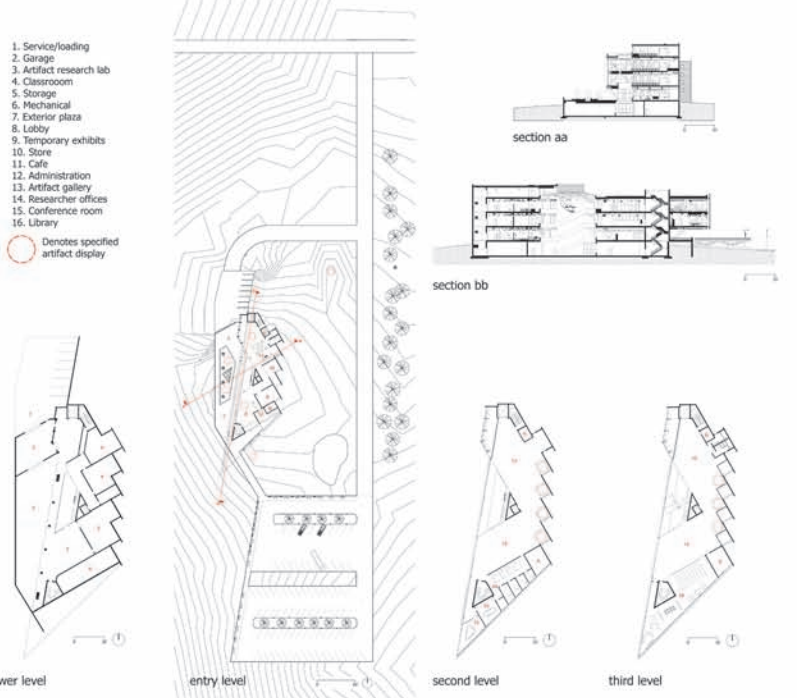 1. Service/loading
2. Garage
3. Artifact research lab
4. Classrooom
5. Storage
6. Mechanical
7. Exterior plaza
8. Lobby
9. Temporary exhibits
10. Store
11. Cafe
12. Administration
13. Artifact gallery
14. Researcher offices
15. Conference room
16. Library
Denotes specified
artifact display
section aa
section bb
wer level
entry level
second level
third level